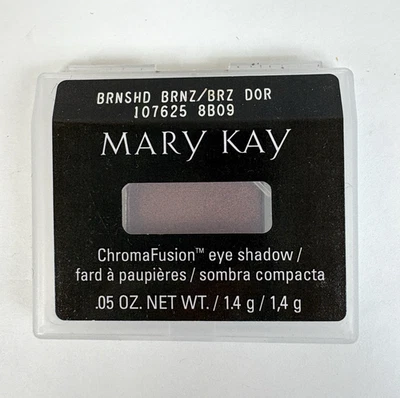 BRNSHD BRNZ/BRZ DOR
107625 8B09
MARY KAY
ChromaFusion™ eye shadow /
fard à paupières / sombra compacta
.05 OZ. NET WT. / 1.4 g / 1,4 g